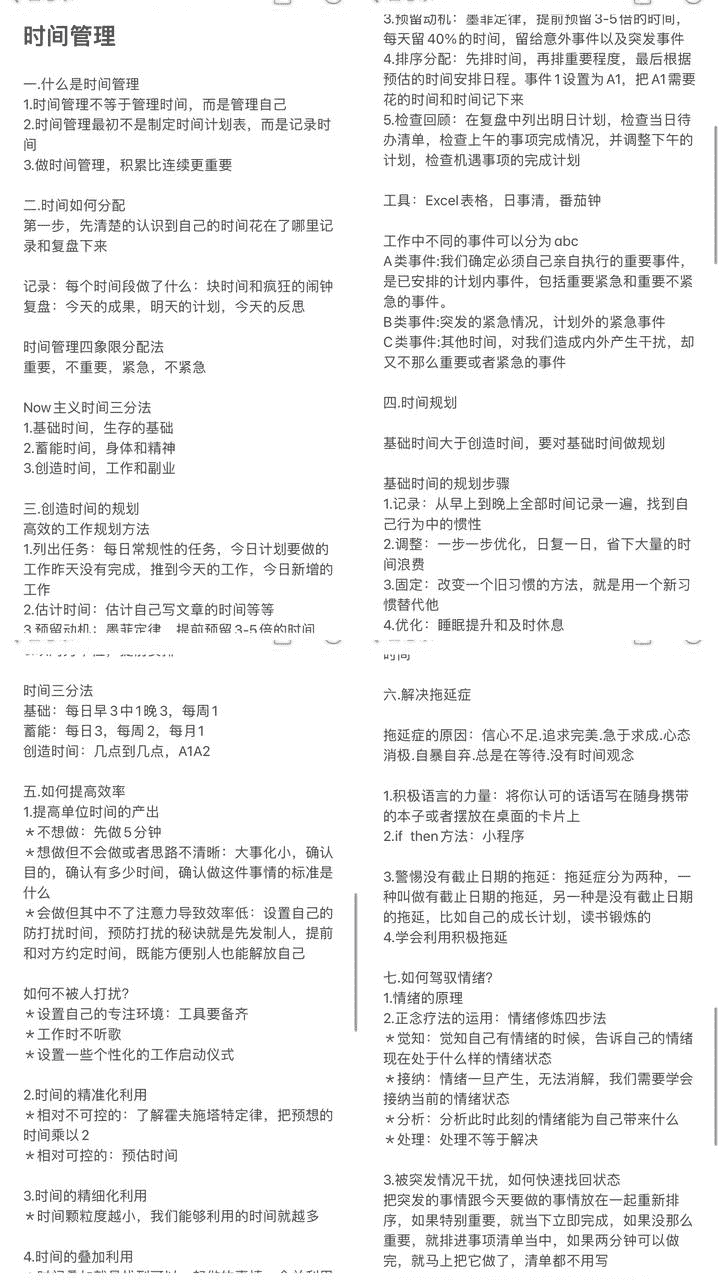 时间管理
一.什么是时间管理
1.时间管理不等于管理时间，而是管理自己
2.时间管理最初不是制定时间计划表，而是记录时
间
3.做时间管理，积累比连续更重要
二.时间如何分配
第一步，先清楚的认识到自己的时间花在了哪里记
录和复盘下来
记录：每个时间段做了什么：块时间和疯狂的闹钟
复盘：今天的成果，明天的计划，今天的反思
时间管理四象限分配法
重要，不重要，紧急，不紧急
Now主义时间三分法
1.基础时间，生存的基础
2.蓄能时间，身体和精神
3.创造时间，工作和副业
三.创造时间的规划
高效的工作规划方法
1.列出任务：每日常规性的任务，今日计划要做的
工作昨天没有完成，推到今天的工作，今日新增的
工作
2.估计时间：估计自己写文章的时间等等
3.预留动机：墨菲定律，提前预留3-5倍的时间
3.预留动机：墨菲定律，提前预留3-5倍的时间，
每天留40%的时间，留给意外事件以及突发事件
4.排序分配：先排时间，再排重要程度，最后根据
预估的时间安排日程。事件1设置为A1，把A1需要
花的时间和时间记下来
5.检查回顾：在复盘中列出明日计划，检查当日待
办清单，检查上午的事项完成情况，并调整下午的
计划，检查机遇事项的完成计划
工具：Excel表格，日事清，番茄钟
工作中不同的事件可以分为abc
A类事件:我们确定必须自己亲自执行的重要事件，
是已安排的计划内事件，包括重要紧急和重要不紧
急的事件。
B类事件:突发的紧急情况，计划外的紧急事件
C类事件:其他时间，对我们造成内外产生干扰，却
又不那么重要或者紧急的事件
四.时间规划
基础时间大于创造时间，要对基础时间做规划
基础时间的规划步骤
1.记录：从早上到晚上全部时间记录一遍，找到自
己行为中的惯性
2.调整：一步一步优化，日复一日，省下大量的时
间浪费
3.固定：改变一个旧习惯的方法，就是用一个新习
惯替代他
4.优化：睡眠提升和及时休息
时间三分法
基础：每日早3中1晚3，每周1
蓄能：每日3，每周2，每月1
创造时间：几点到几点，A1A2
五.如何提高效率
1.提高单位时间的产出
＊不想做：先做5分钟
＊想做但不会做或者思路不清晰：大事化小，确认
目的，确认有多少时间，确认做这件事情的标准是
什么
＊会做但其中不了注意力导致效率低：设置自己的
防打扰时间，预防打扰的秘诀就是先发制人，提前
和对方约定时间，既能方便别人也能解放自己
如何不被人打扰?
＊设置自己的专注环境：工具要备齐
＊工作时不听歌
＊设置一些个性化的工作启动仪式
2.时间的精准化利用
＊相对不可控的：了解霍夫施塔特定律，把预想的
时间乘以2
＊相对可控的：预估时间
3.时间的精细化利用
＊时间颗粒度越小，我们能够利用的时间就越多
4.时间的叠加利用
时间
六.解决拖延症
拖延症的原因：信心不足.追求完美.急于求成.心态
消极.自暴自弃.总是在等待.没有时间观念
1.积极语言的力量：将你认可的话语写在随身携带
的本子或者摆放在桌面的卡片上
2.if then方法：小程序
3.警惕没有截止日期的拖延：拖延症分为两种，一
种叫做有截止日期的拖延，另一种是没有截止日期
的拖延，比如自己的成长计划，读书锻炼的
4.学会利用积极拖延
七.如何驾驭情绪?
1.情绪的原理
2.正念疗法的运用：情绪修炼四步法
＊觉知：觉知自己有情绪的时候，告诉自己的情绪
现在处于什么样的情绪状态
＊接纳：情绪一旦产生，无法消解，我们需要学会
接纳当前的情绪状态
＊分析：分析此时此刻的情绪能为自己带来什么
＊处理：处理不等于解决
3.被突发情况干扰，如何快速找回状态
把突发的事情跟今天要做的事情放在一起重新排
序，如果特别重要，就当下立即完成，如果没那么
重要，就排进事项清单当中，如果两分钟可以做
完，就马上把它做了，清单都不用写